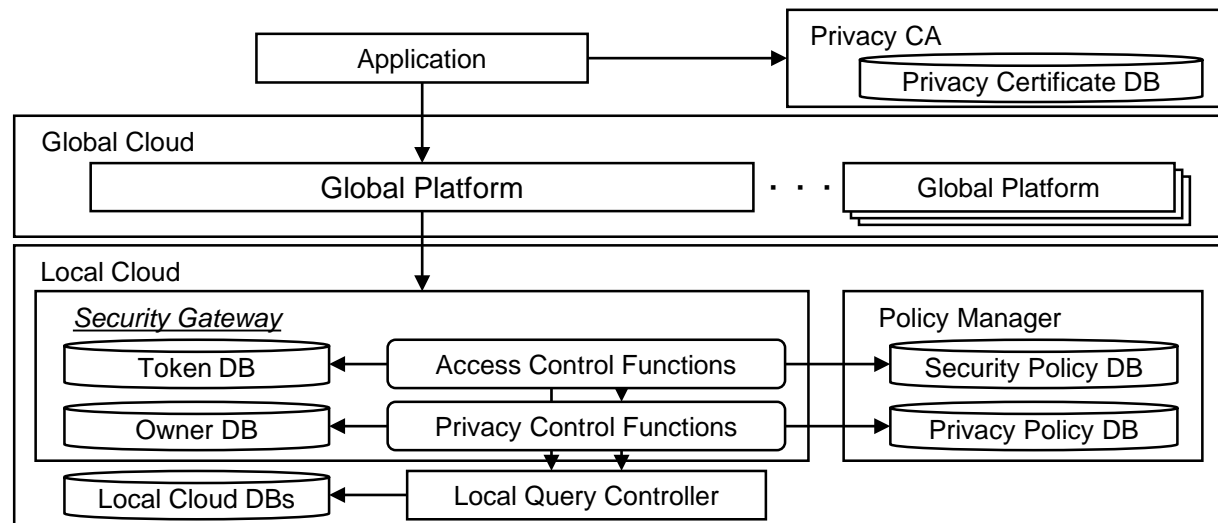 Application
Privacy CA
Privacy Certificate DB
Global Cloud
Global Platform
. . .
Global Platform
Local Cloud
Security Gateway
Policy Manager
Token DB
Access Control Functions
Security Policy DB
Owner DB
Privacy Control Functions
Privacy Policy DB
Local Cloud DBs
Local Query Controller